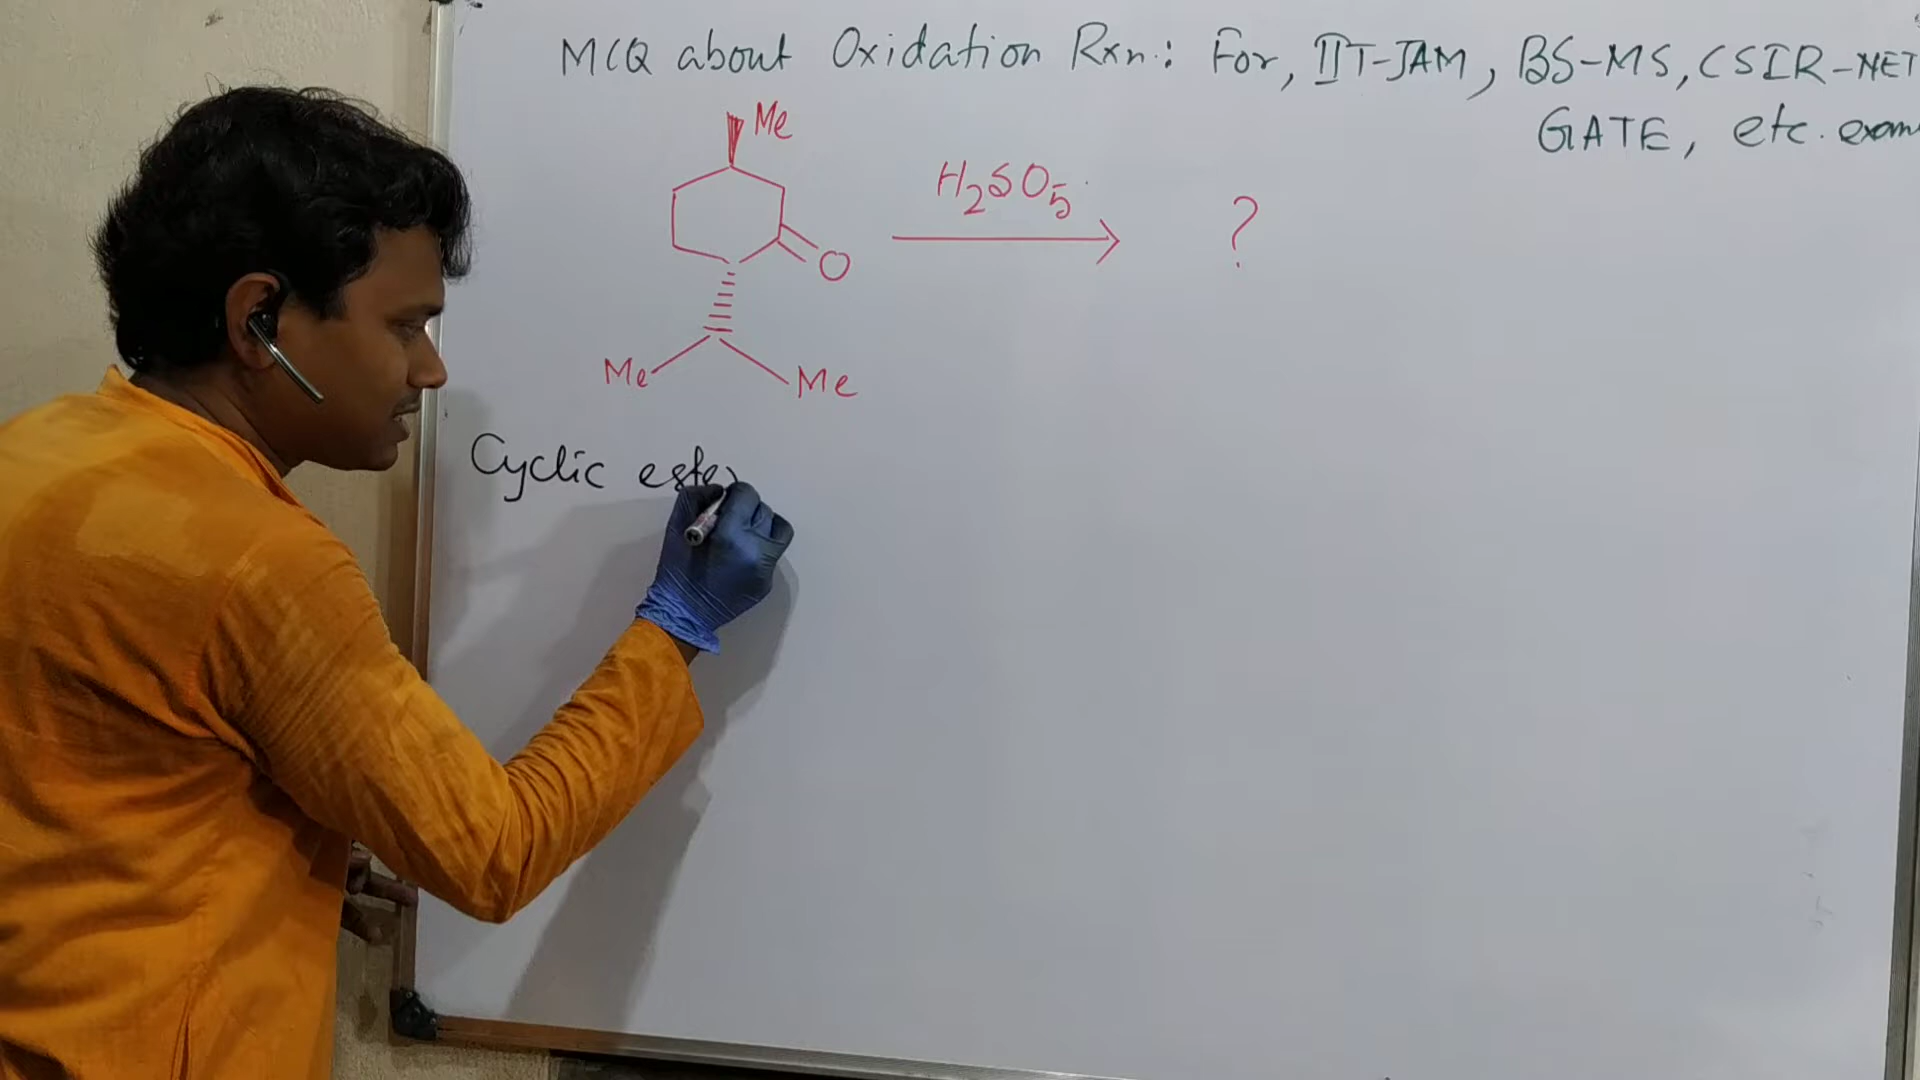 MCQ about Oxidation Rxn.: For, IIT-JAM, BS-MS, CSIR-NET
GATE, etc. exam
Me
H2SO5
?
O
Me
Me
Cyclic ester